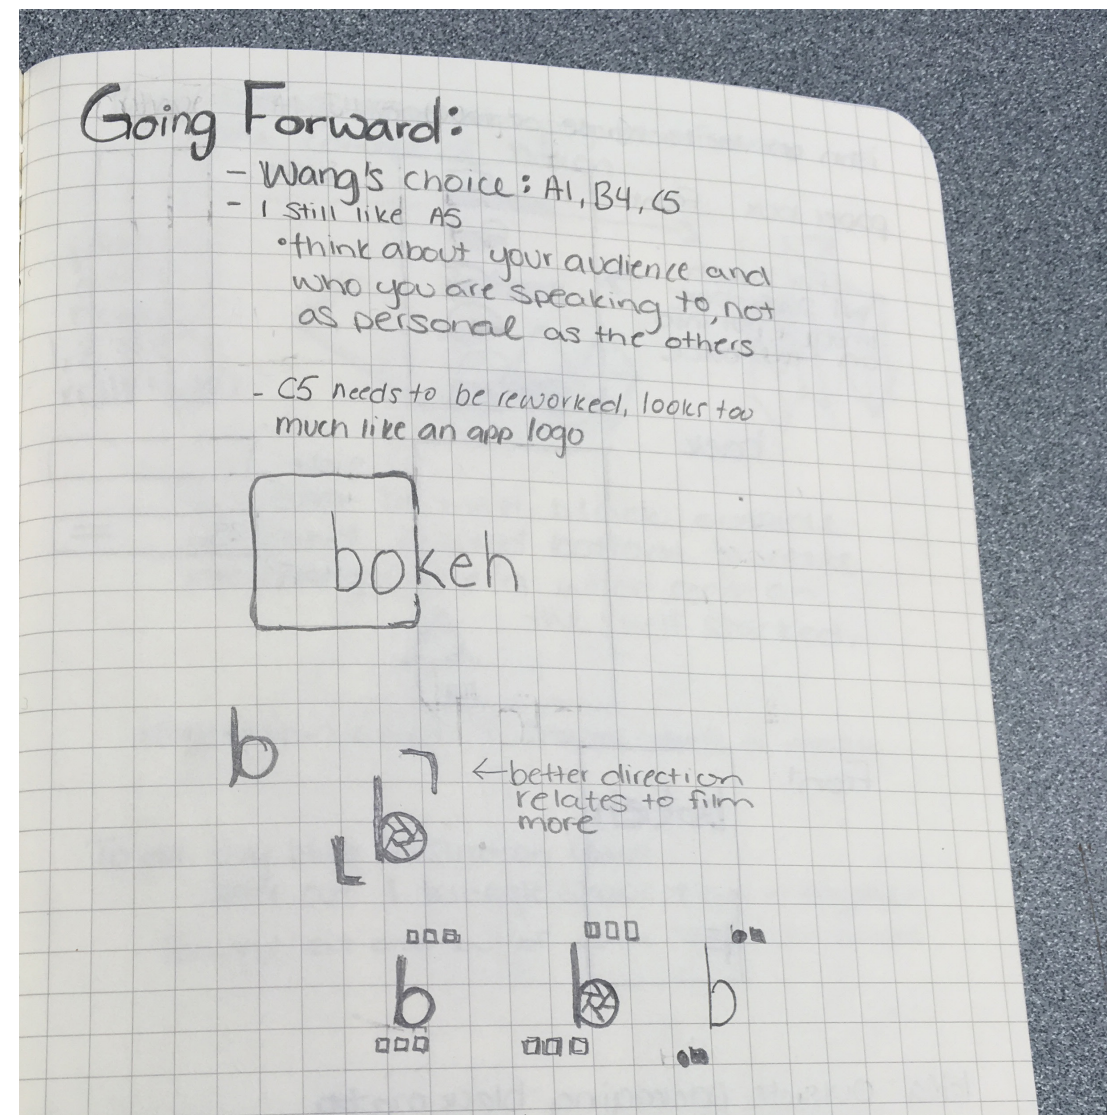 Going Forward:
- Wang's choice: A1, B4, C5
- I still like A5
•think about your audience and
who you are speaking to, not
as personal as the others
- C5 needs to be reworked, looks too
much like an app logo
bokeh
b
b
←better direction
relates to film
more
b b b